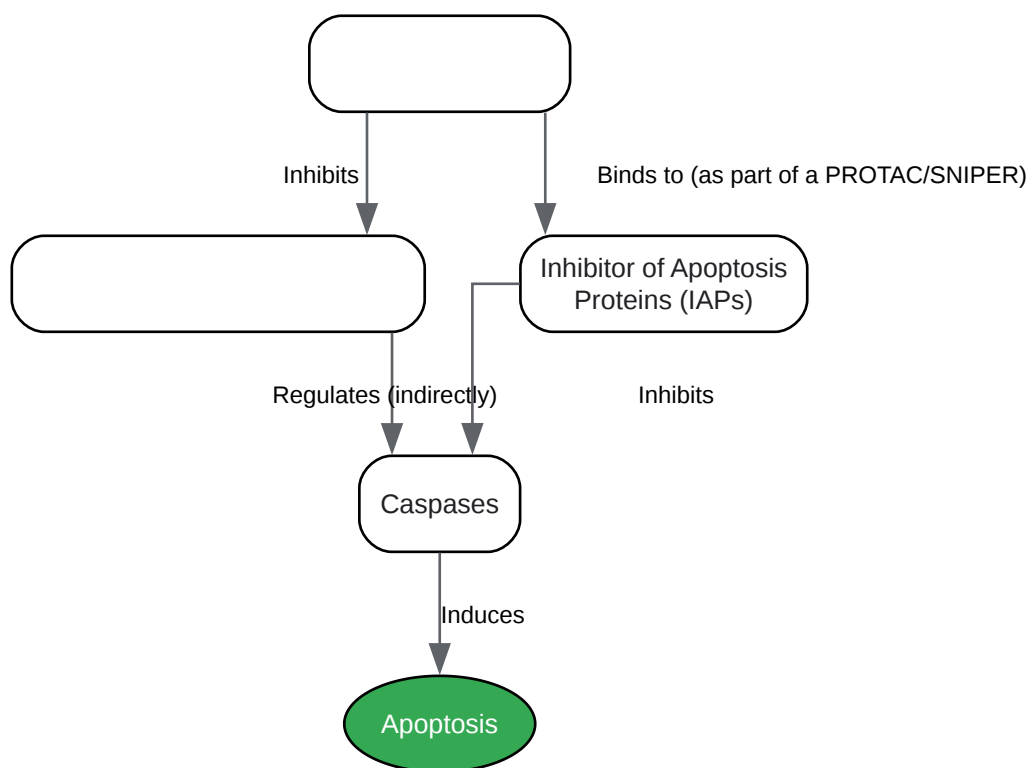 Inhibits
Binds to (as part of a PROTAC/SNIPER)
Inhibitor of Apoptosis
Proteins (IAPs)
Regulates (indirectly)
Inhibits
Caspases
Induces
Apoptosis